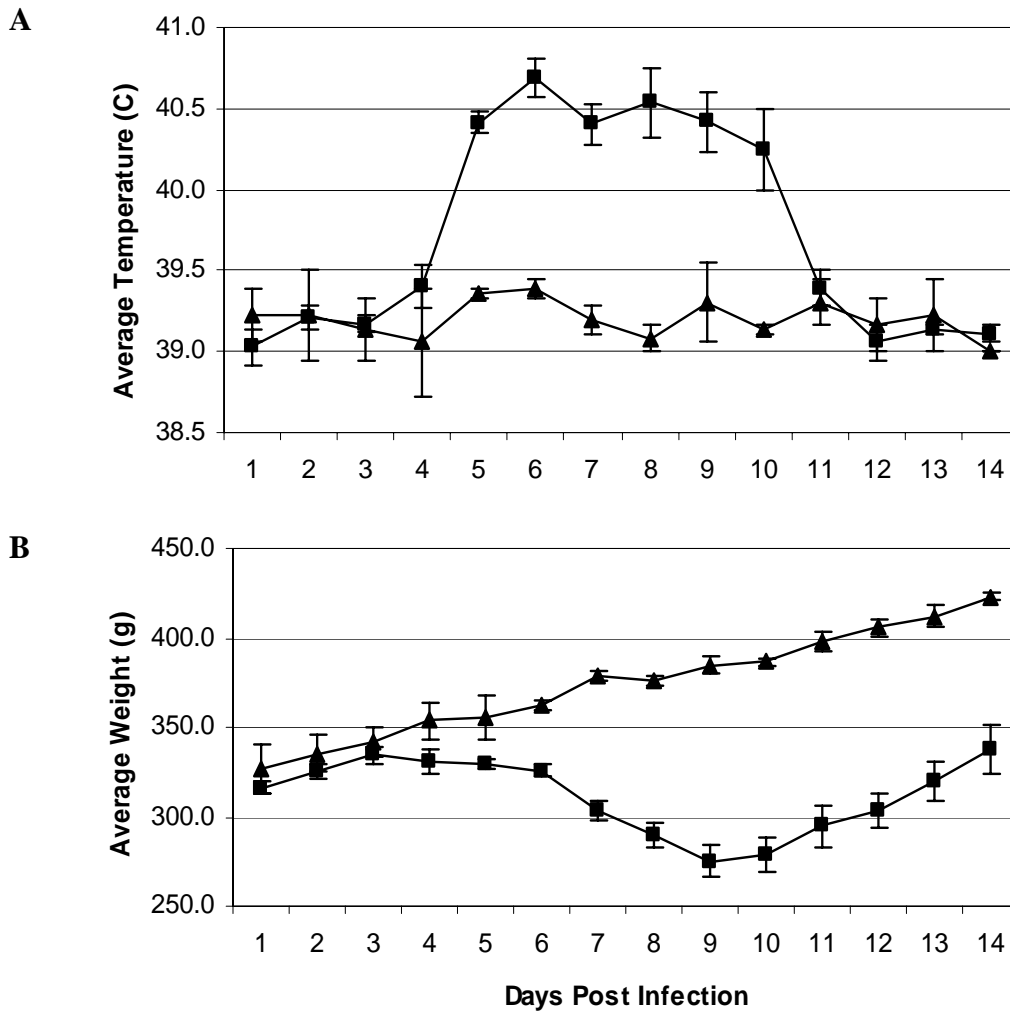 A
Average Temperature (C)
41.0
40.5
40.0
39.5
39.0
38.5
1 2 3 4 5 6 7 8 9 10 11 12 13 14
B
Average Weight (g)
450.0
400.0
350.0
300.0
250.0
1 2 3 4 5 6 7 8 9 10 11 12 13 14
Days Post Infection